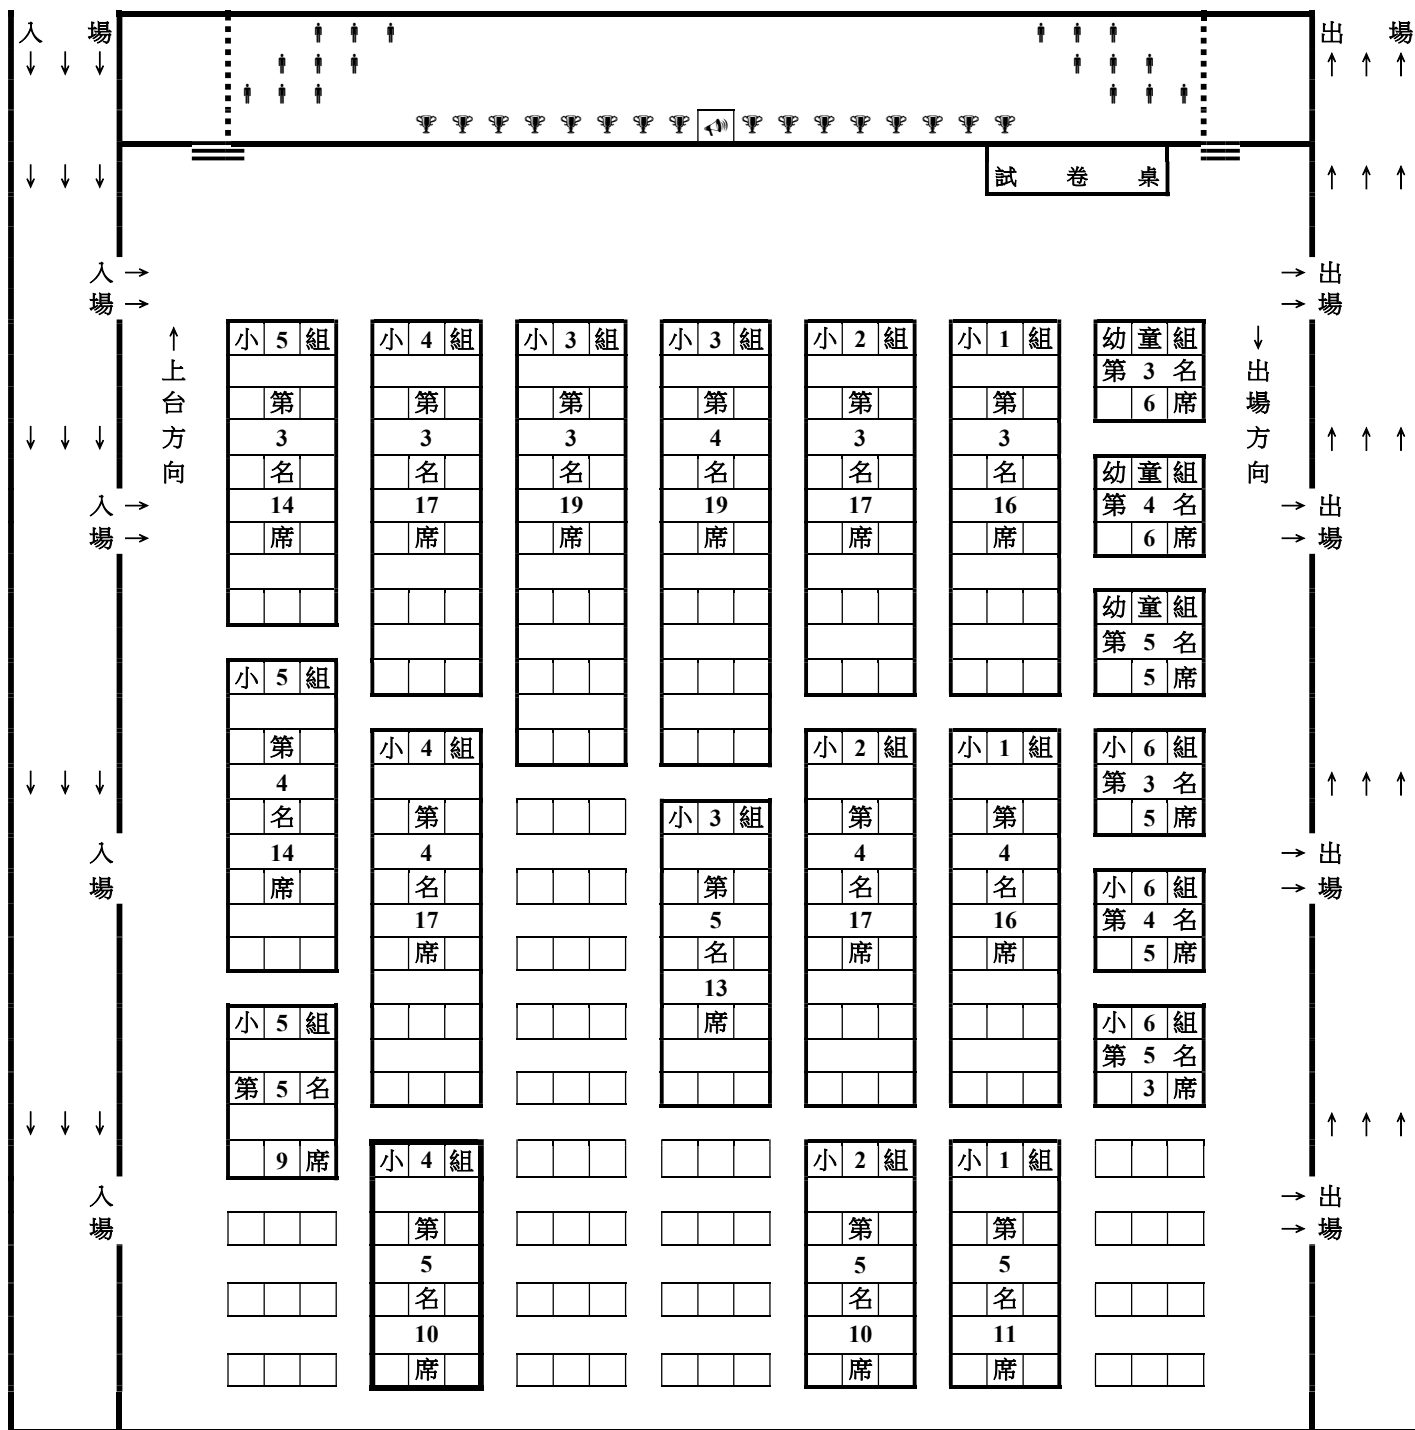 入 場
出 場
↓ ↓ ↓
↑ ↑ ↑
↓ ↓ ↓
試 卷 桌
↑ ↑ ↑
入 →
場 →
→ 出
→ 場
↑
上
台
方
向
↓
出
場
方
向
小 5 組
第
3
名
14
席
小 4 組
第
3
名
17
席
小 3 組
第
3
名
19
席
小 3 組
第
4
名
19
席
小 2 組
第
3
名
17
席
小 1 組
第
3
名
16
席
幼 童 組
第 3 名
6 席
幼 童 組
第 4 名
6 席
幼 童 組
第 5 名
5 席
↓ ↓ ↓
↑ ↑ ↑
入 →
場 →
→ 出
→ 場
小 5 組
第
4
名
14
席
小 4 組
第
4
名
17
席
小 3 組
第
5
名
13
席
小 2 組
第
4
名
17
席
小 1 組
第
4
名
16
席
小 6 組
第 3 名
5 席
小 6 組
第 4 名
5 席
小 6 組
第 5 名
3 席
↓ ↓ ↓
↑ ↑ ↑
入
場
→ 出
→ 場
小 5 組
第 5 名
9 席
小 4 組
第
5
名
10
席
小 2 組
第
5
名
10
席
小 1 組
第
5
名
11
席
↓ ↓ ↓
↑ ↑ ↑
入
場
→ 出
→ 場